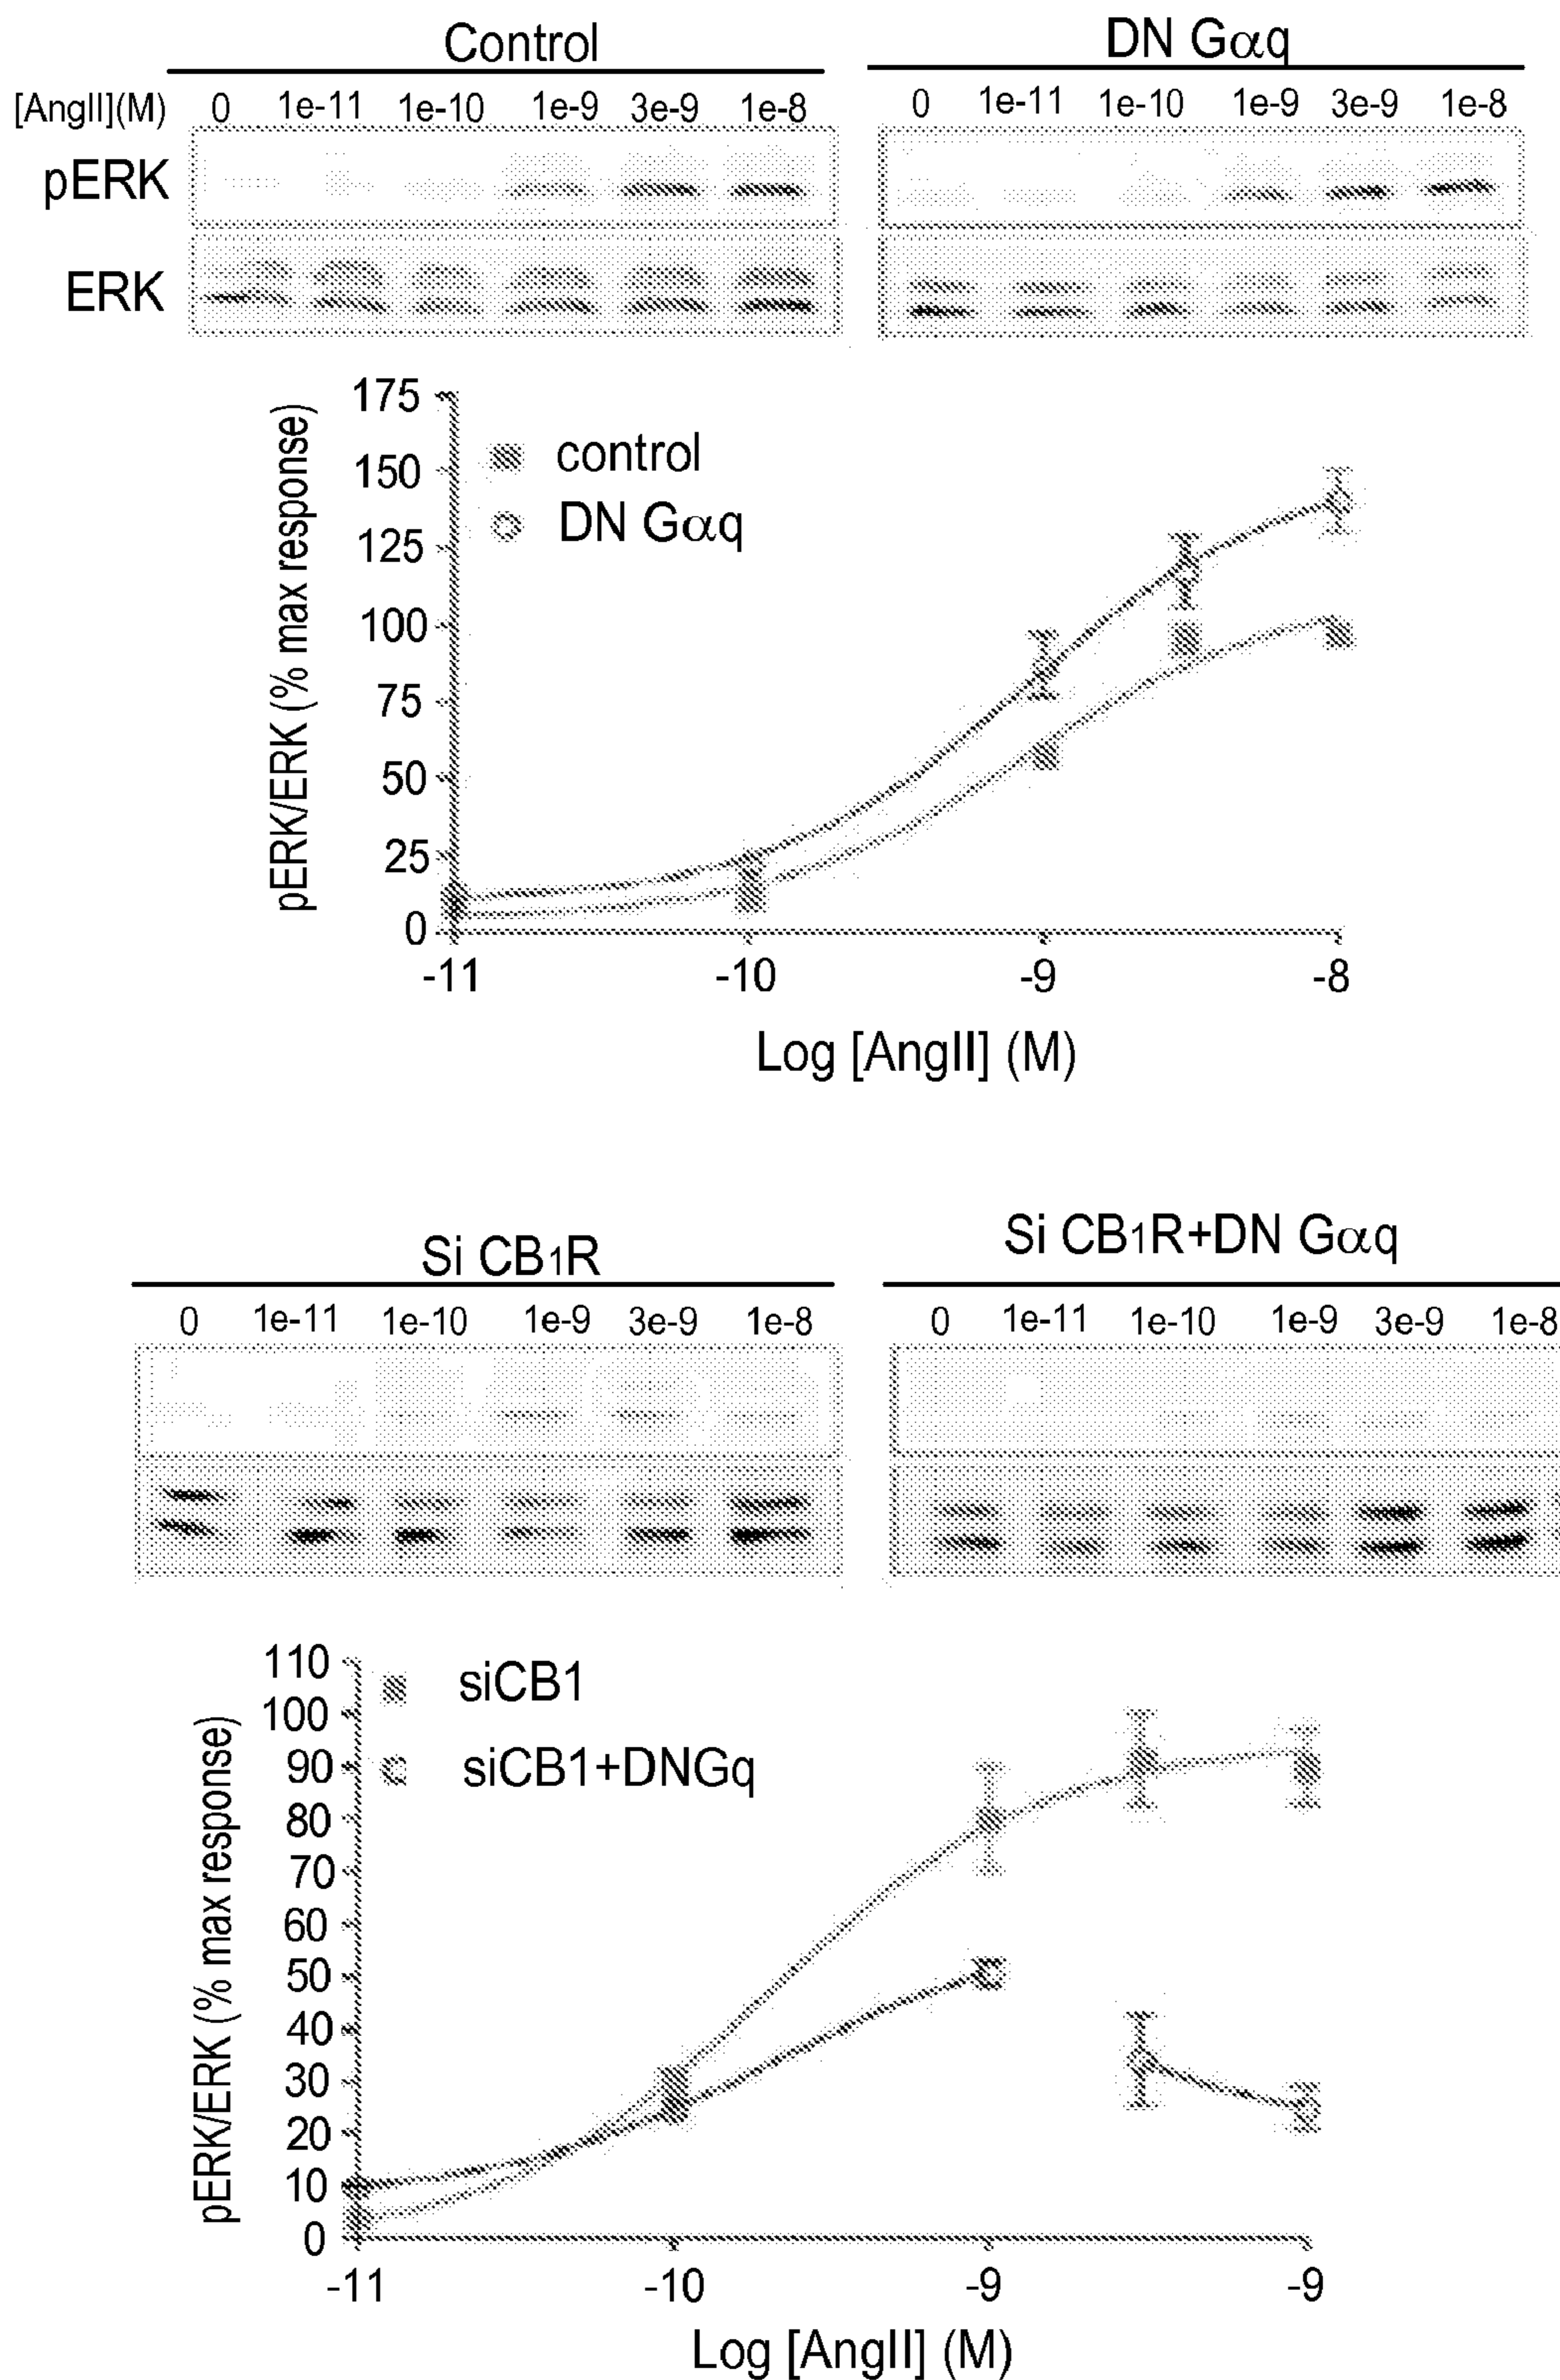 Control
DN Gαq
[AngII](M) 0 1e-11 1e-10 1e-9 3e-9 1e-8
0 1e-11 1e-10 1e-9 3e-9 1e-8
pERK
ERK
pERK/ERK (% max response)
175
150
125
100
75
50
25
0
control
DN Gαq
-11 -10 -9 -8
Log [AngII] (M)
Si CB1R
Si CB1R+DN Gαq
0 1e-11 1e-10 1e-9 3e-9 1e-8
0 1e-11 1e-10 1e-9 3e-9 1e-8
pERK/ERK (% max response)
110
100
90
80
70
60
50
40
30
20
10
0
siCB1
siCB1+DNGq
-11 -10 -9 -9
Log [AngII] (M)